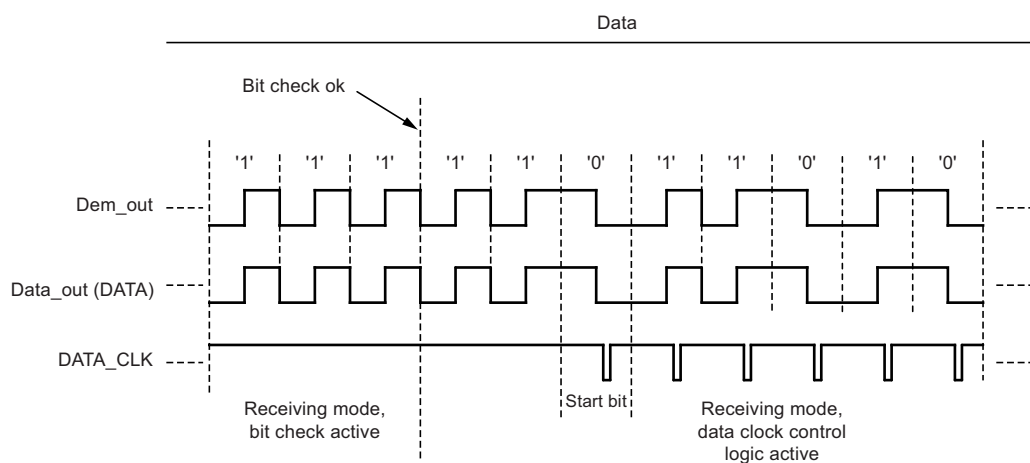 Data
Bit check ok
'1' '1' '1' '1' '1' '0' '1' '1' '0' '1' '0'
Dem_out
Data_out (DATA)
DATA_CLK
Start bit
Receiving mode,
bit check active
Receiving mode,
data clock control
logic active